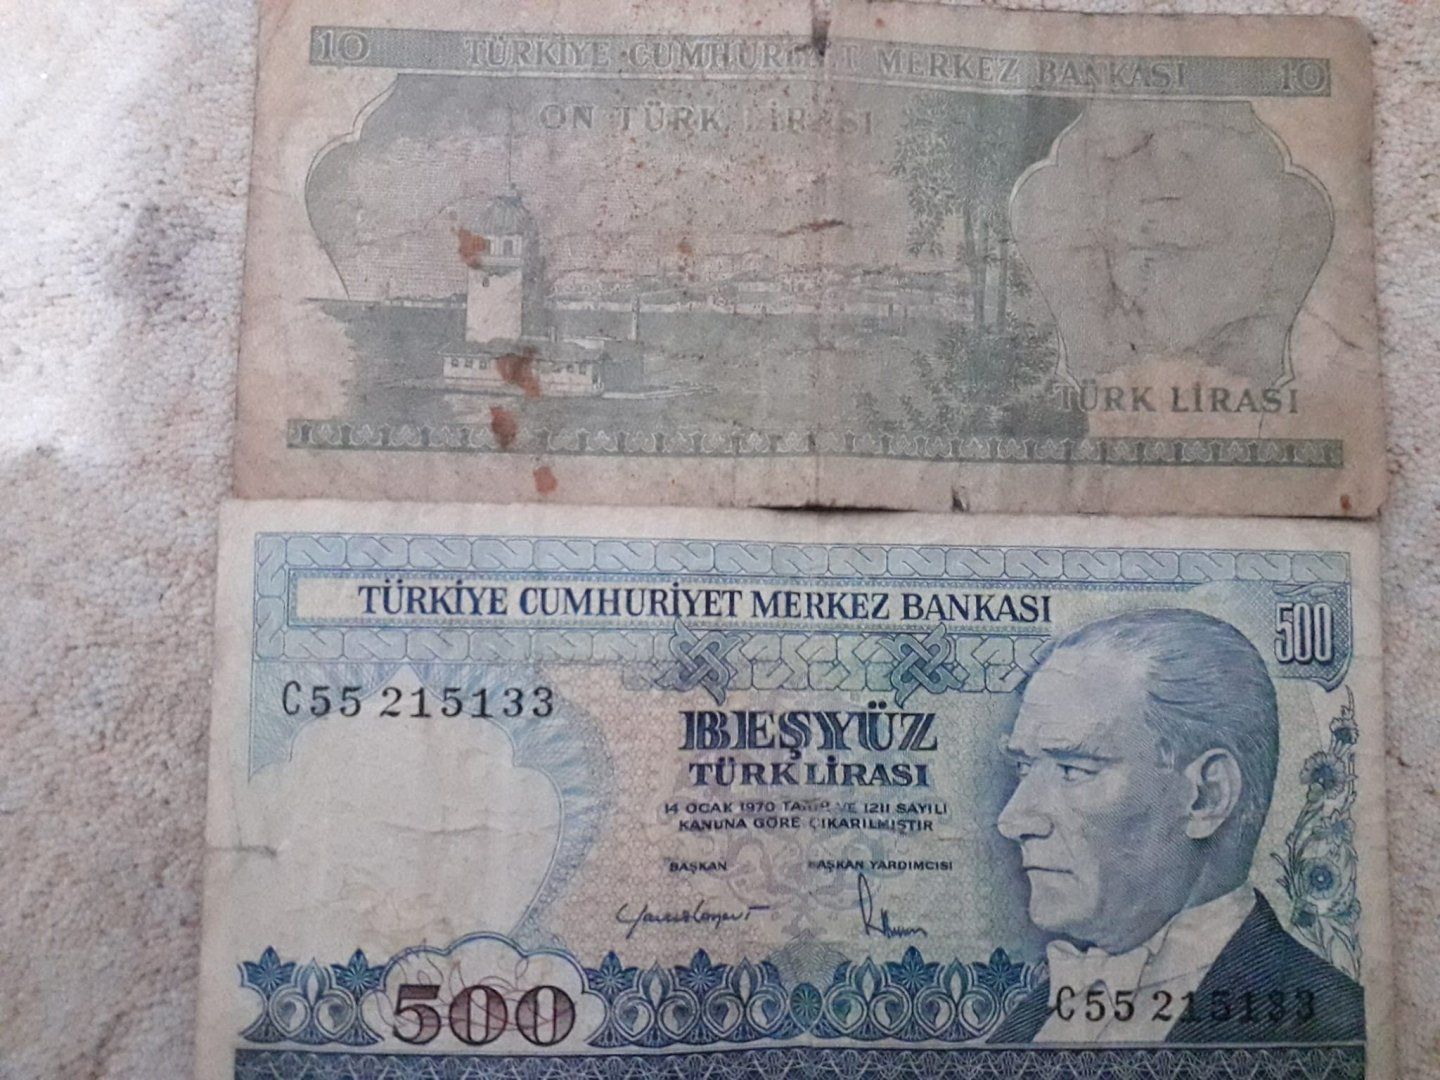 10 TÜRKİYE CUMHURİYET MERKEZ BANKASI 10
ON TÜRK LİRASI
TÜRK LİRASI
TÜRKİYE CUMHURİYET MERKEZ BANKASI
500
C55 215133
BEŞYÜZ
TÜRK LİRASI
14 OCAK 1970 TARİH VE 1211 SAYILI
KANUNA GÖRE ÇIKARILMIŞTIR
BAŞKAN BAŞKAN YARDIMCISI
500
C55 215133